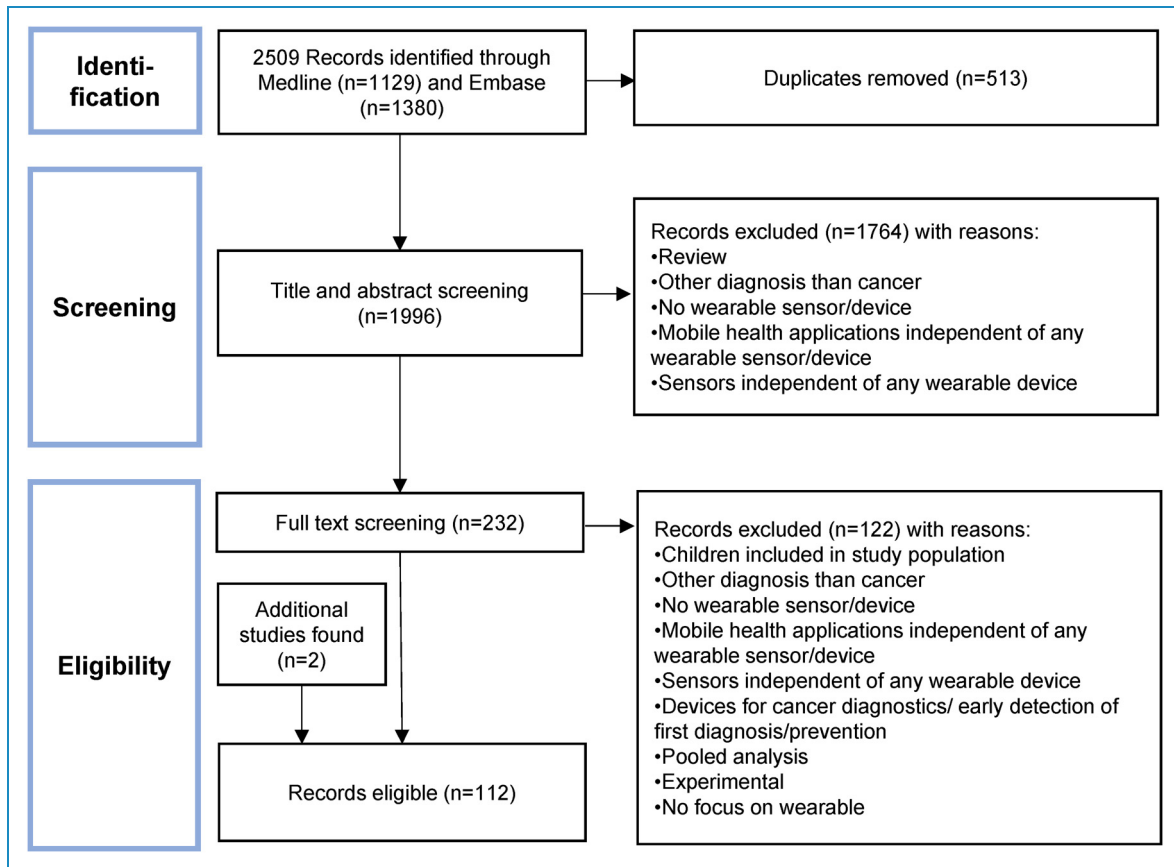 Identi-
fication
2509 Records identified through
Medline (n=1129) and Embase
(n=1380)
Duplicates removed (n=513)
Screening
Title and abstract screening
(n=1996)
Records excluded (n=1764) with reasons:
•Review
•Other diagnosis than cancer
•No wearable sensor/device
•Mobile health applications independent of any
wearable sensor/device
•Sensors independent of any wearable device
Eligibility
Full text screening (n=232)
Additional
studies found
(n=2)
Records eligible (n=112)
Records excluded (n=122) with reasons:
•Children included in study population
•Other diagnosis than cancer
•No wearable sensor/device
•Mobile health applications independent of any
wearable sensor/device
•Sensors independent of any wearable device
•Devices for cancer diagnostics/ early detection of
first diagnosis/prevention
•Pooled analysis
•Experimental
•No focus on wearable